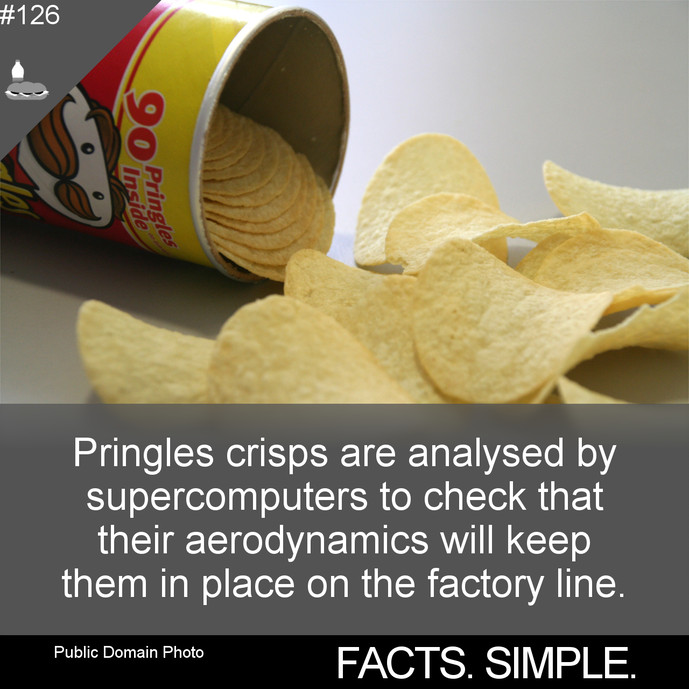 #126
90
Pringles
Inside
Pringles crisps are analysed by
supercomputers to check that
their aerodynamics will keep
them in place on the factory line.
Public Domain Photo
FACTS. SIMPLE.